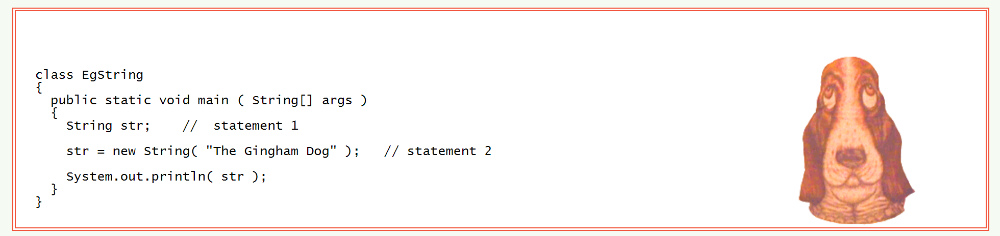 class EgString
{
  public static void main ( String[] args )
  {
    String str;    //  statement 1
    str = new String( "The Gingham Dog" );   // statement 2
    System.out.println( str );
  }
}